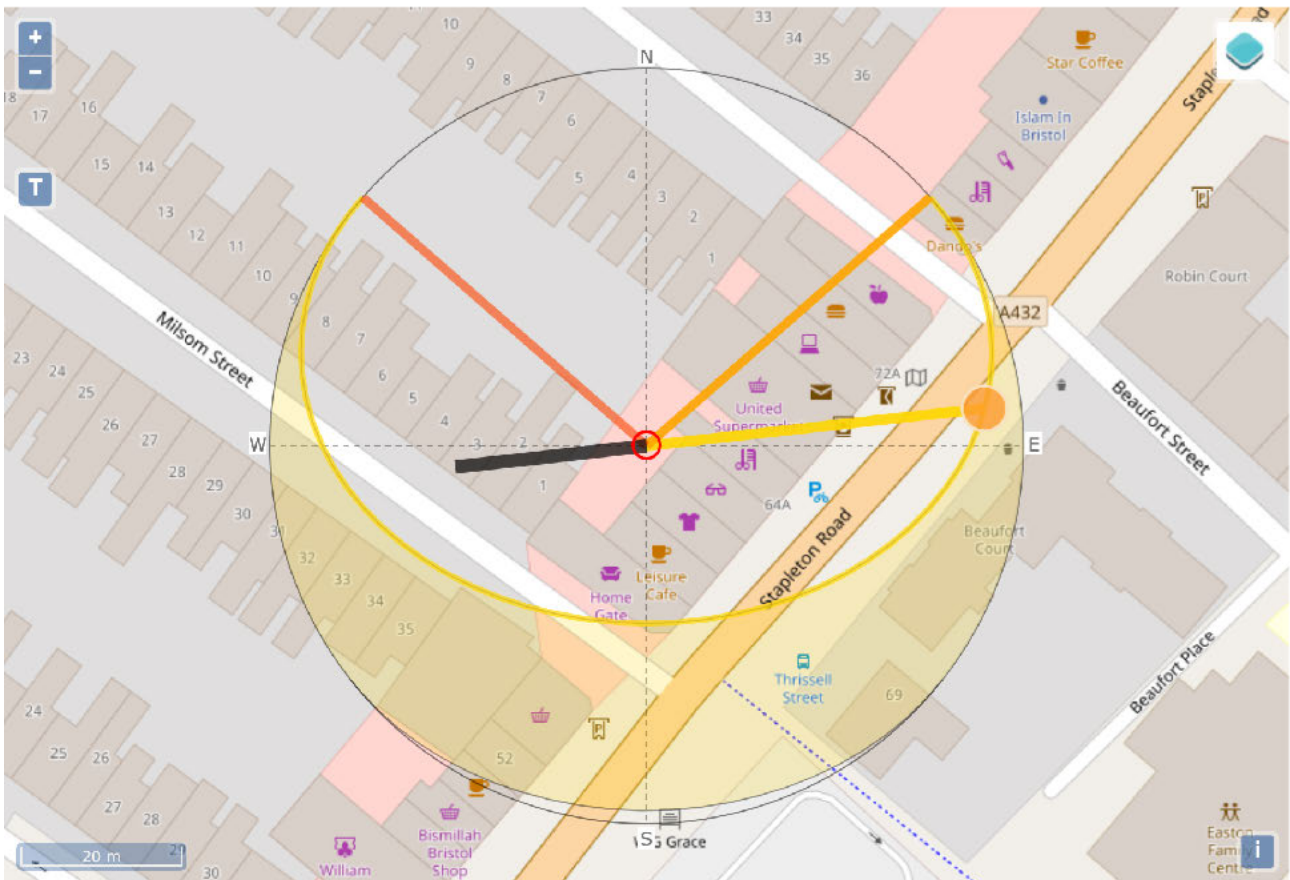 +
−
T
N
W
E
S
10
9
8
7
6
5
4
3
2
1
33
34
35
36
Star Coffee
Islam In
Bristol
18
17
16
15
14
13
12
11
10
9
8
7
6
5
4
3
2
1
Dando's
Robin Court
A432
Milsom Street
72A
United
Supermarket
Beaufort Street
23
24
25
26
27
28
29
30
31
32
33
34
35
64A
P
Beaufort
Court
Stapleton Road
Home
Gate
Leisure
Cafe
Thrissell
Street
69
Beaufort Place
24
25
26
27
28
29
30
52
P
P
Bismillah
Bristol
Shop
William
Grace
Easton
Family
Centre
20 m
i